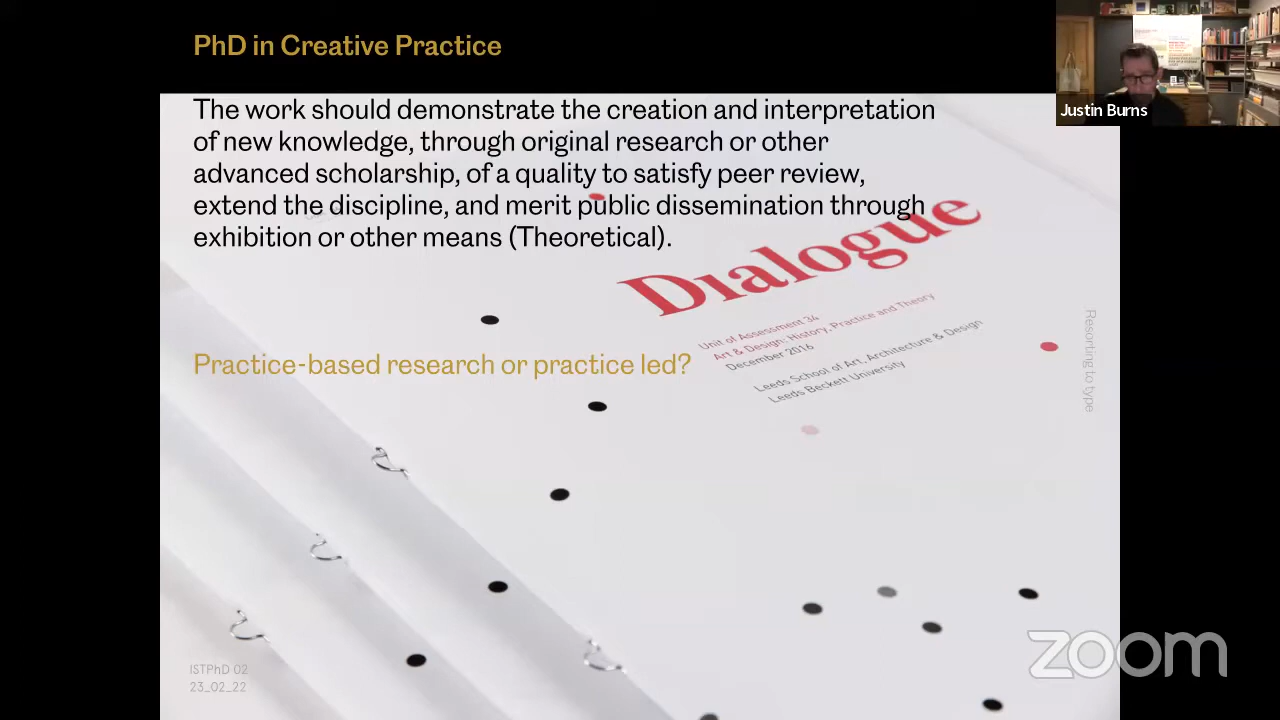 PhD in Creative Practice
Justin Burns
The work should demonstrate the creation and interpretation
of new knowledge, through original research or other
advanced scholarship, of a quality to satisfy peer review,
extend the discipline, and merit public dissemination through
exhibition or other means (Theoretical).
Dialogue
Unit of Assessment 34
Art & Design: History, Practice and Theory
December 2016
Leeds School of Art, Architecture & Design
Leeds Beckett University
Resorting to type
Practice-based research or practice led?
ISTPhD 02
23_02_22
zoom